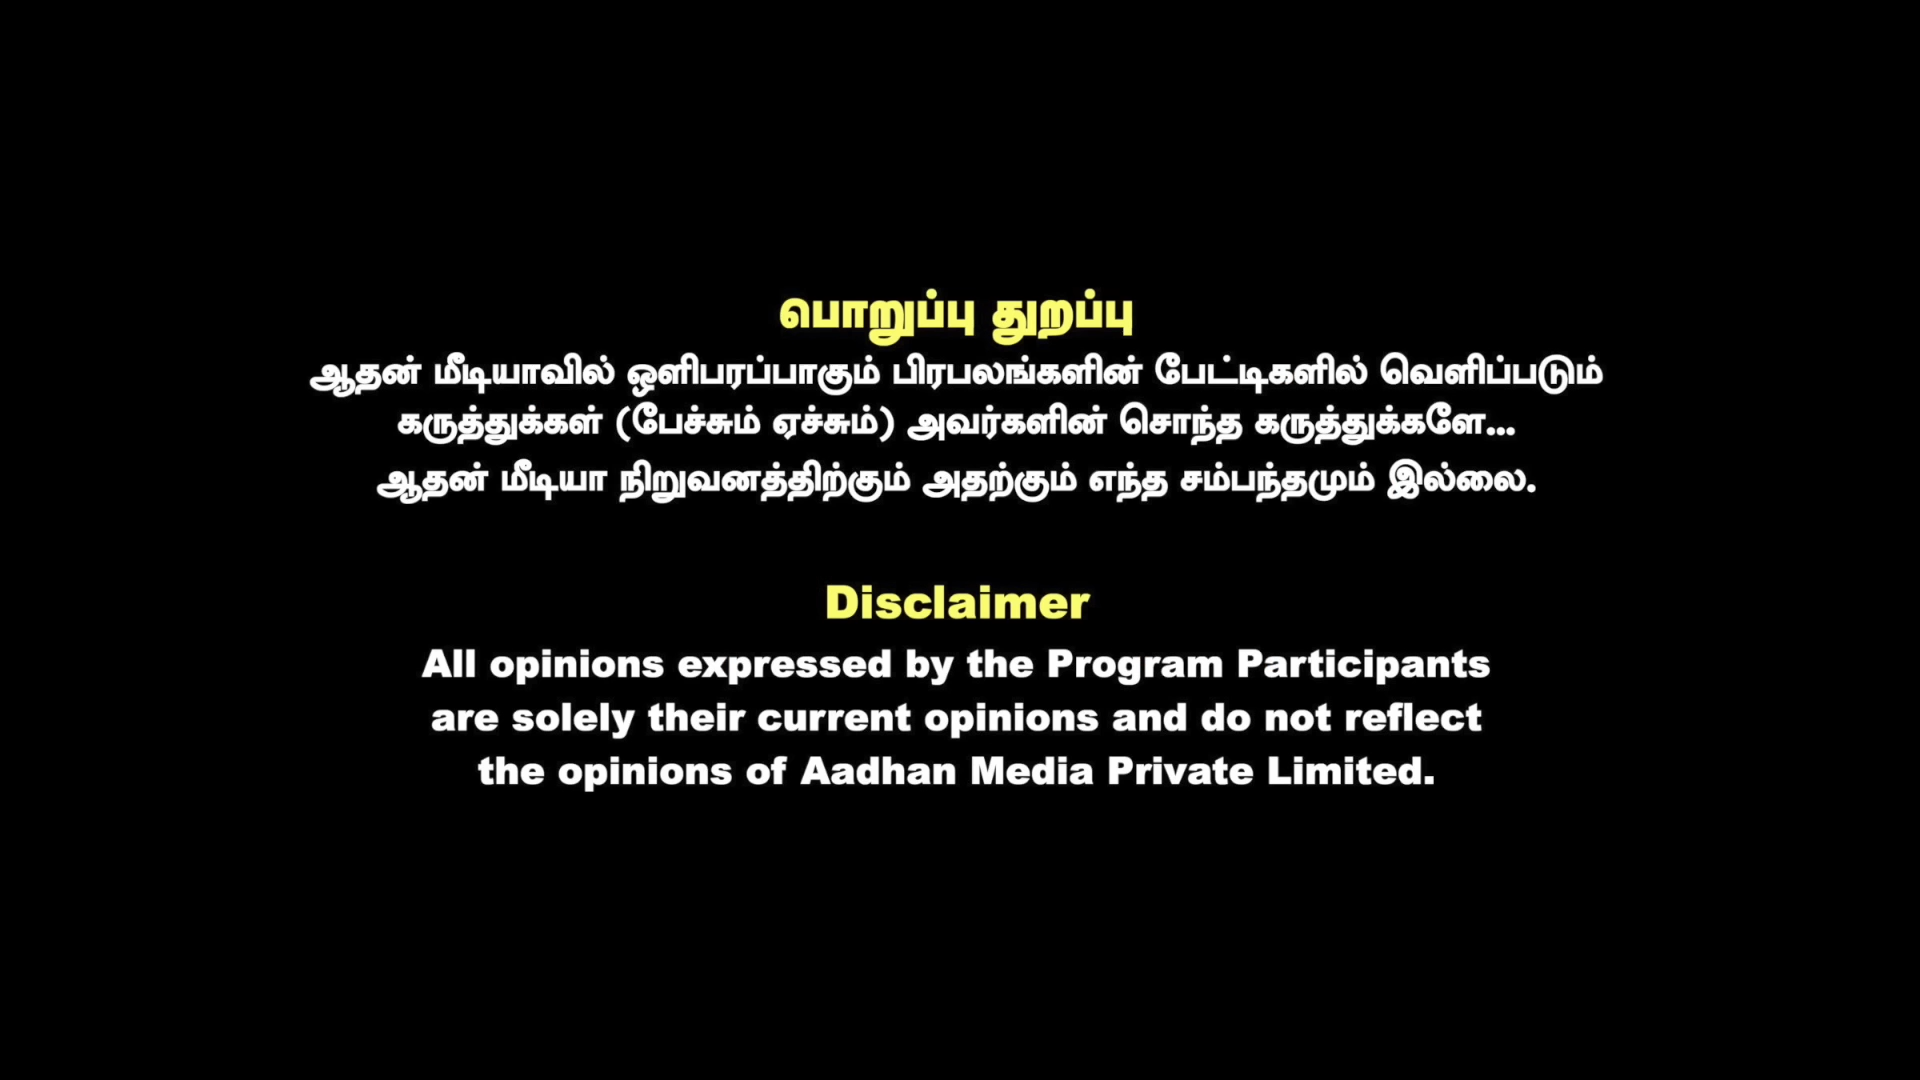 பொறுப்பு துறப்பு
ஆதன் மீடியாவில் ஒளிபரப்பாகும் பிரபலங்களின் பேட்டிகளில் வெளிப்படும்
கருத்துக்கள் (பேச்சும் ஏச்சும்) அவர்களின் சொந்த கருத்துக்களே...
ஆதன் மீடியா நிறுவனத்திற்கும் அதற்கும் எந்த சம்பந்தமும் இல்லை.
Disclaimer
All opinions expressed by the Program Participants
are solely their current opinions and do not reflect
the opinions of Aadhan Media Private Limited.